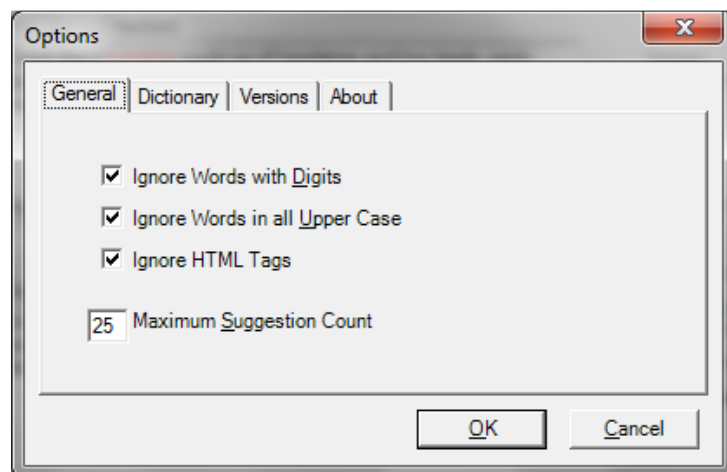 Options
General Dictionary Versions About
Ignore Words with Digits
Ignore Words in all Upper Case
Ignore HTML Tags
25 Maximum Suggestion Count
OK Cancel